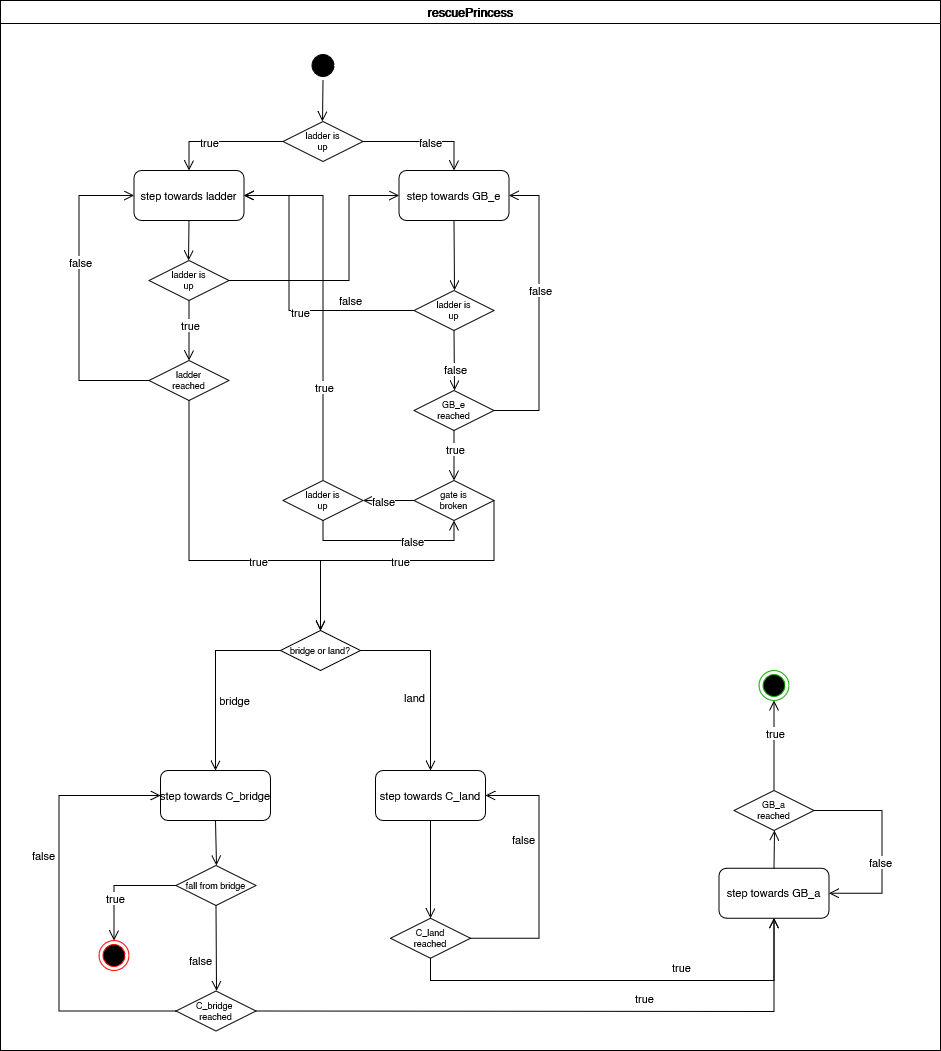 rescuePrincess
ladder is
up
true
false
step towards ladder
step towards GB_e
ladder is
up
false
false
false
ladder is
up
true
true
ladder
reached
false
GB_e
reached
true
true
ladder is
up
false
gate is
broken
false
true
true
bridge or land?
bridge
land
true
step towards C_bridge
step towards C_land
GB_a
reached
false
false
false
fall from bridge
true
step towards GB_a
C_land
reached
false
true
C_bridge
reached
true